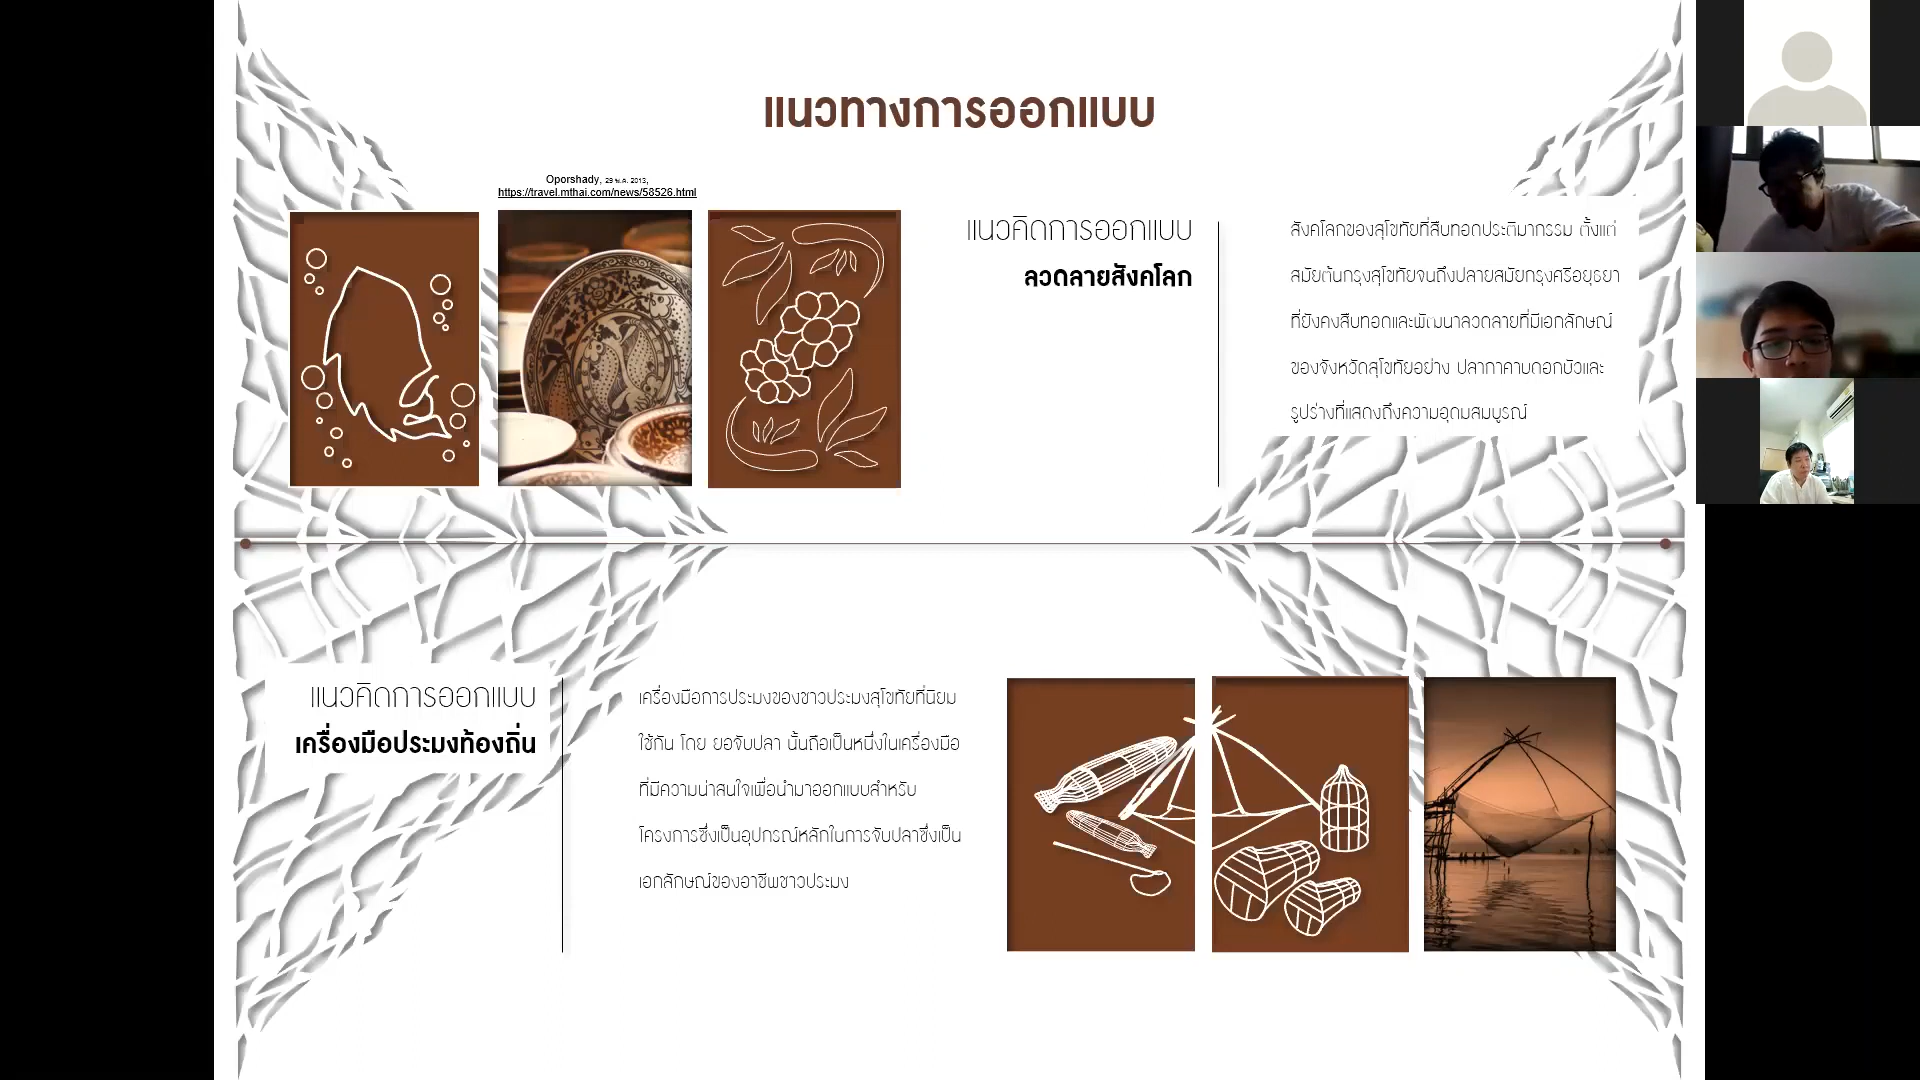 แนวทางการออกแบบ
Oporshady, 29 พ.ค. 2013,
https://travel.mthai.com/news/58526.html
แนวคิดการออกแบบ
ลวดลายสังคโลก
สังคโลกของสุโขทัยที่สืบทอดประติมากรรม ตั้งแต่
สมัยต้นกรุงสุโขทัยจนถึงปลายสมัยกรุงศรีอยุธยา
ที่ยังคงสืบทอดและพัฒนาลวดลายที่มีเอกลักษณ์
ของจังหวัดสุโขทัยอย่าง ปลากาคาบดอกบัวและ
รูปร่างที่แสดงถึงความอุดมสมบูรณ์
แนวคิดการออกแบบ
เครื่องมือประมงท้องถิ่น
เครื่องมือการประมงของชาวประมงสุโขทัยที่นิยม
ใช้กัน โดย ยอจับปลา นั้นถือเป็นหนึ่งในเครื่องมือ
ที่มีความน่าสนใจเพื่อนำมาออกแบบสำหรับ
โครงการซึ่งเป็นอุปกรณ์หลักในการจับปลาซึ่งเป็น
เอกลักษณ์ของอาชีพชาวประมง